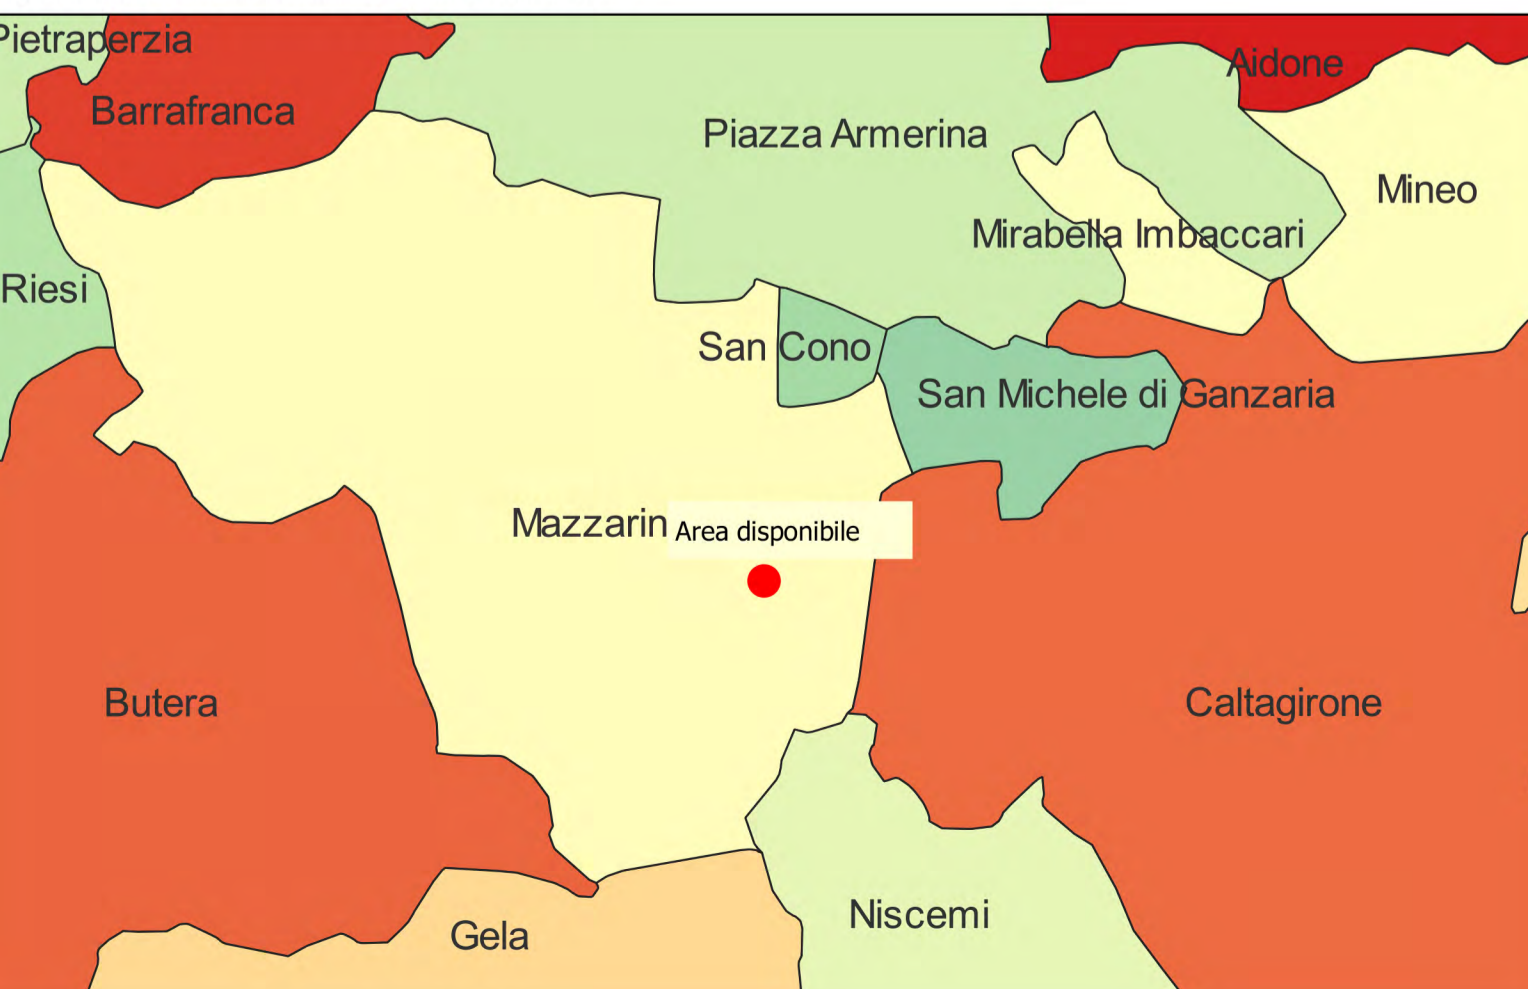 Pietraperzia
Aidone
Barrafranca
Piazza Armerina
Mineo
Mirabella Imbaccari
Riesi
San Cono
San Michele di Ganzaria
Mazzarin
Area disponibile
Butera
Caltagirone
Niscemi
Gela